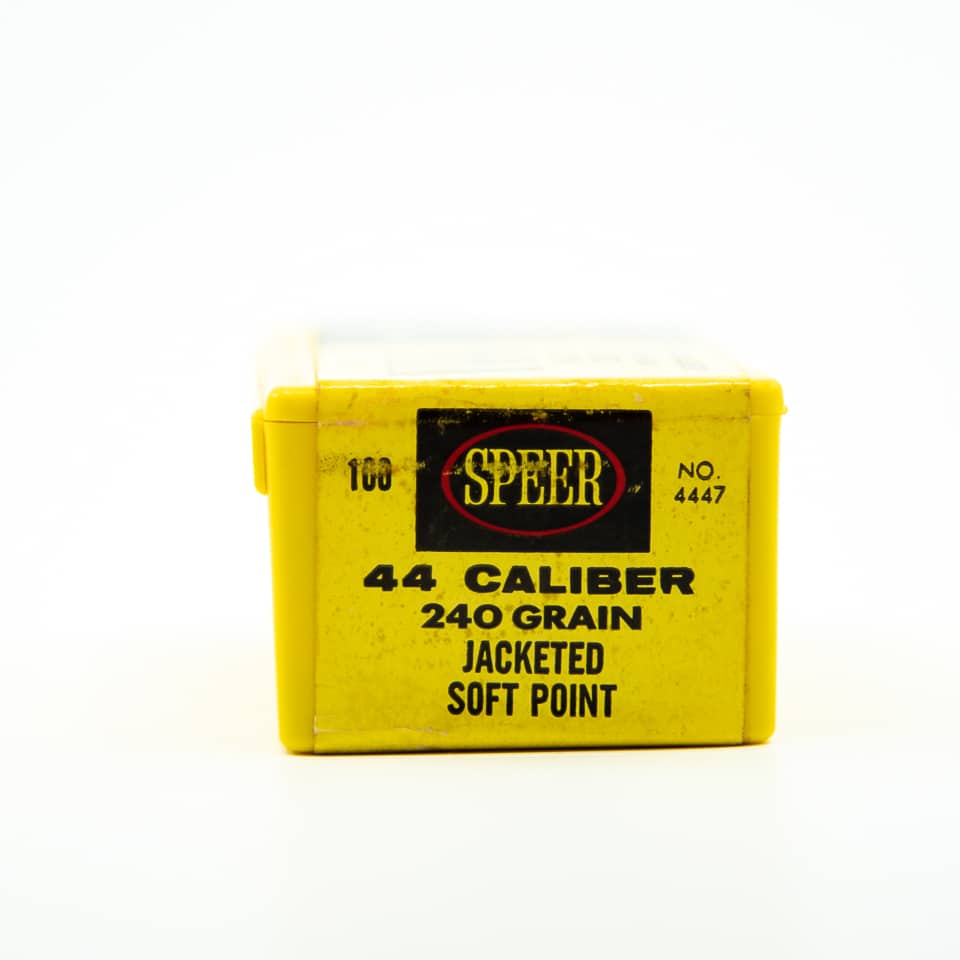 100
SPEER
NO.
4447
44 CALIBER
240 GRAIN
JACKETED
SOFT POINT